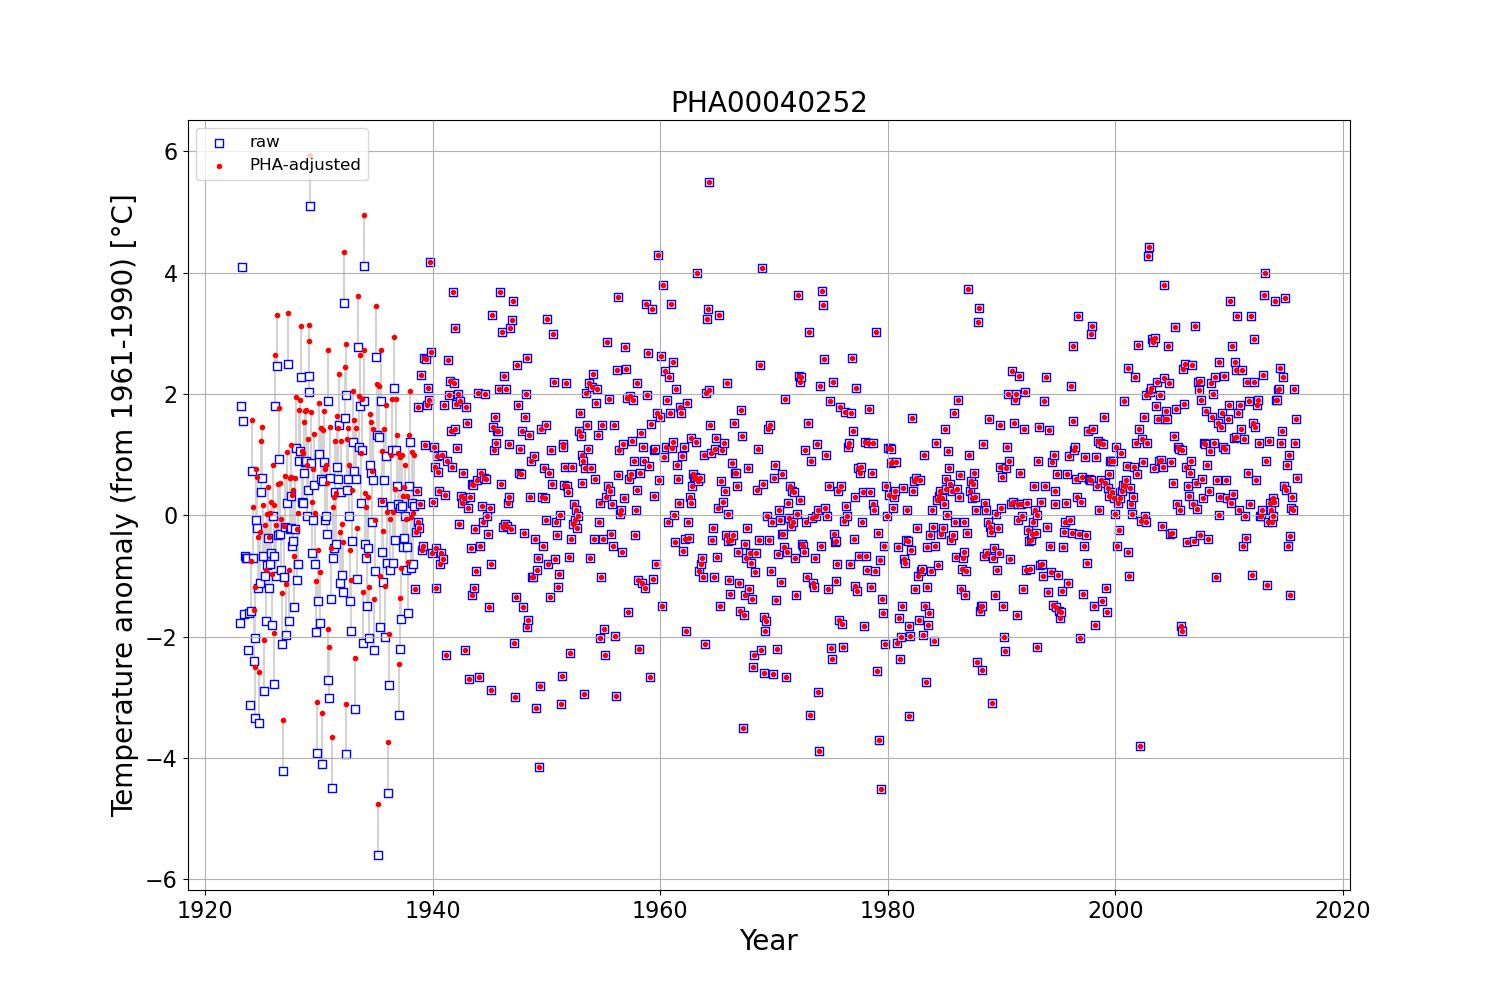 PHA00040252
raw
PHA-adjusted
6
4
2
0
−2
−4
−6
Temperature anomaly (from 1961-1990) [°C]
1920
1940
1960
1980
2000
2020
Year